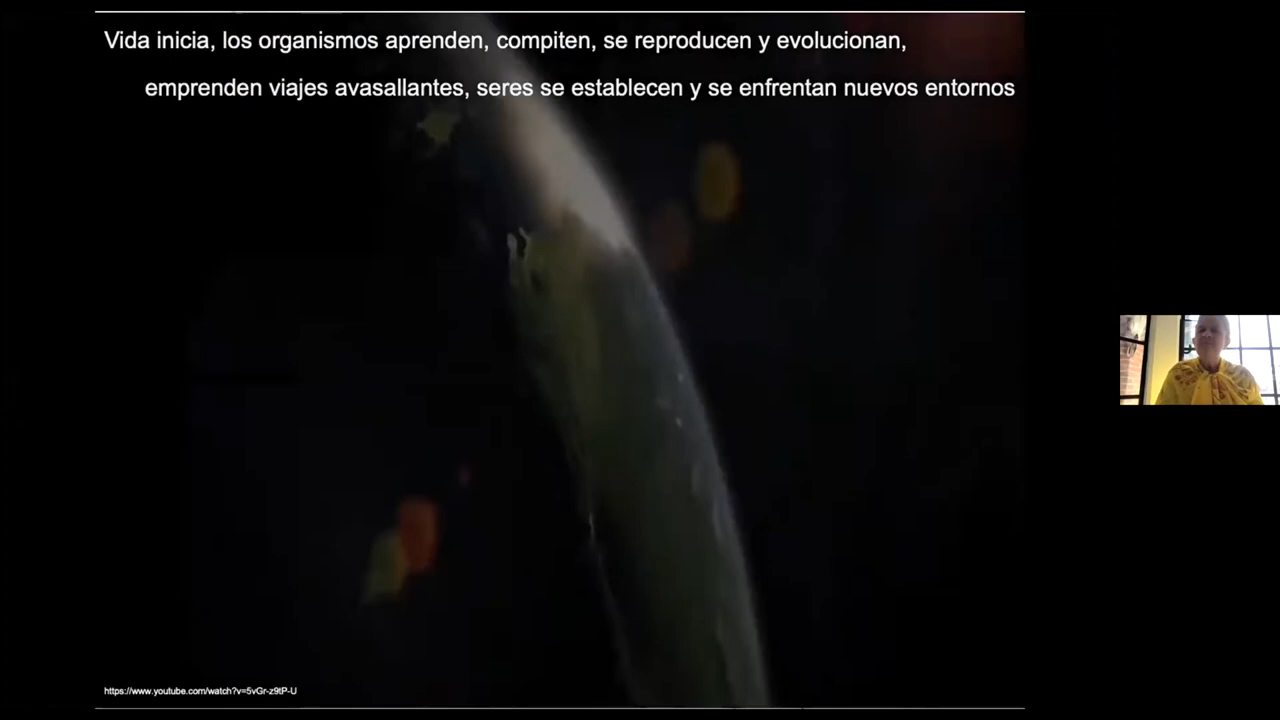 Vida inicia, los organismos aprenden, compiten, se reproducen y evolucionan,
emprenden viajes avasallantes, seres se establecen y se enfrentan nuevos entornos
https://www.youtube.com/watch?v=5vGr-z9tP-U